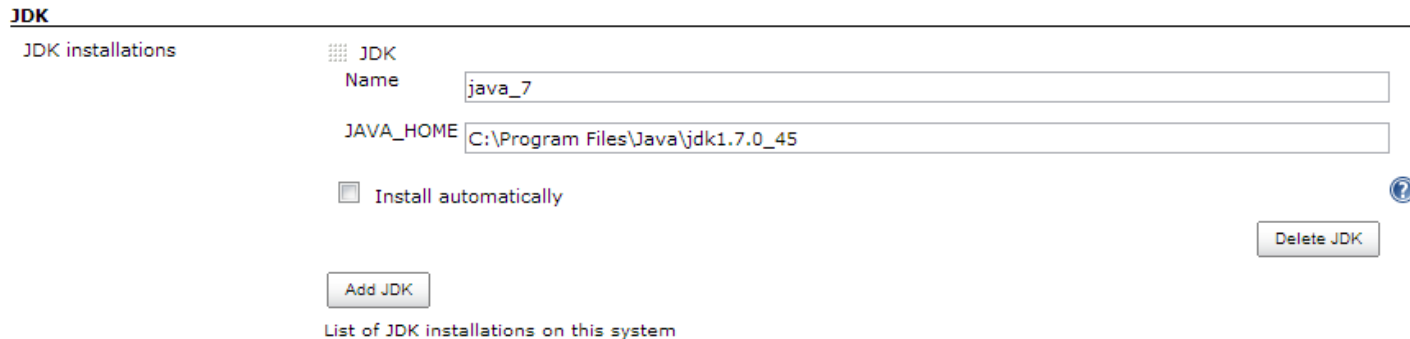 JDK
JDK installations
JDK
Name
java_7
JAVA_HOME
C:\Program Files\Java\jdk1.7.0_45
Install automatically
?
Delete JDK
Add JDK
List of JDK installations on this system